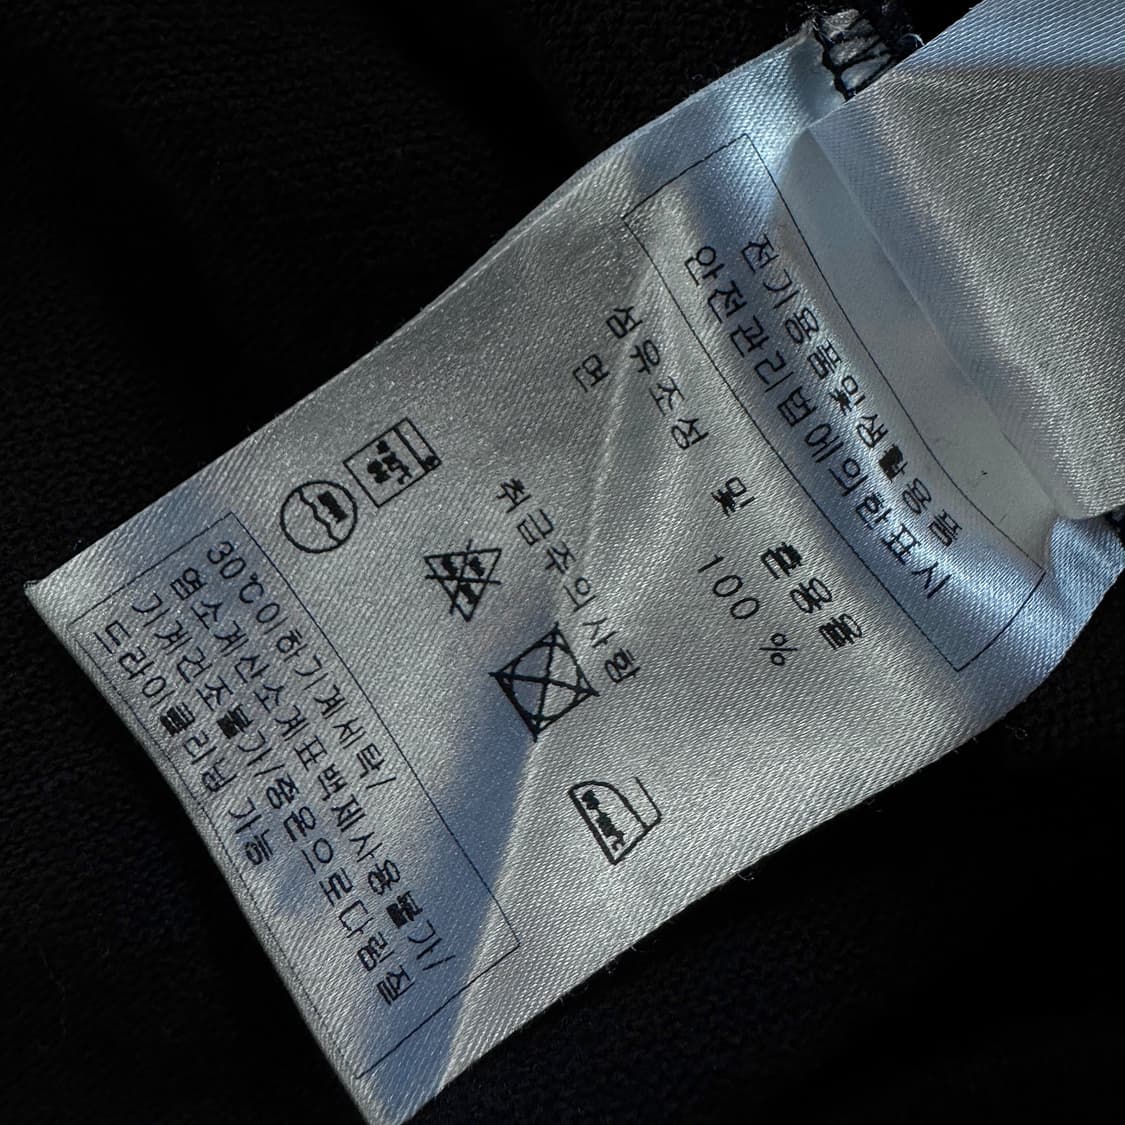 전기용품및생활용품
안전관리법에의한표시
섬유조성 및 혼용율
면 100 %
취급주의사항
30℃이하기계세탁/
염소계산소계표백제사용불가/
기계건조불가/중온으로다림질
드라이클리닝 가능